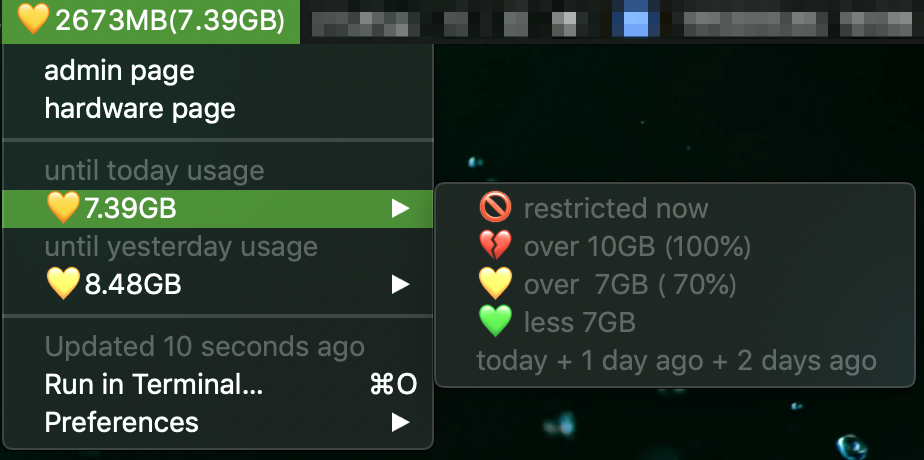 💛2673MB(7.39GB)
admin page
hardware page
until today usage
💛7.39GB ▶
until yesterday usage
💛8.48GB ▶
Updated 10 seconds ago
Run in Terminal... ⌘O
Preferences ▶
🚫 restricted now
💔 over 10GB (100%)
💛 over  7GB ( 70%)
💚 less 7GB
today + 1 day ago + 2 days ago